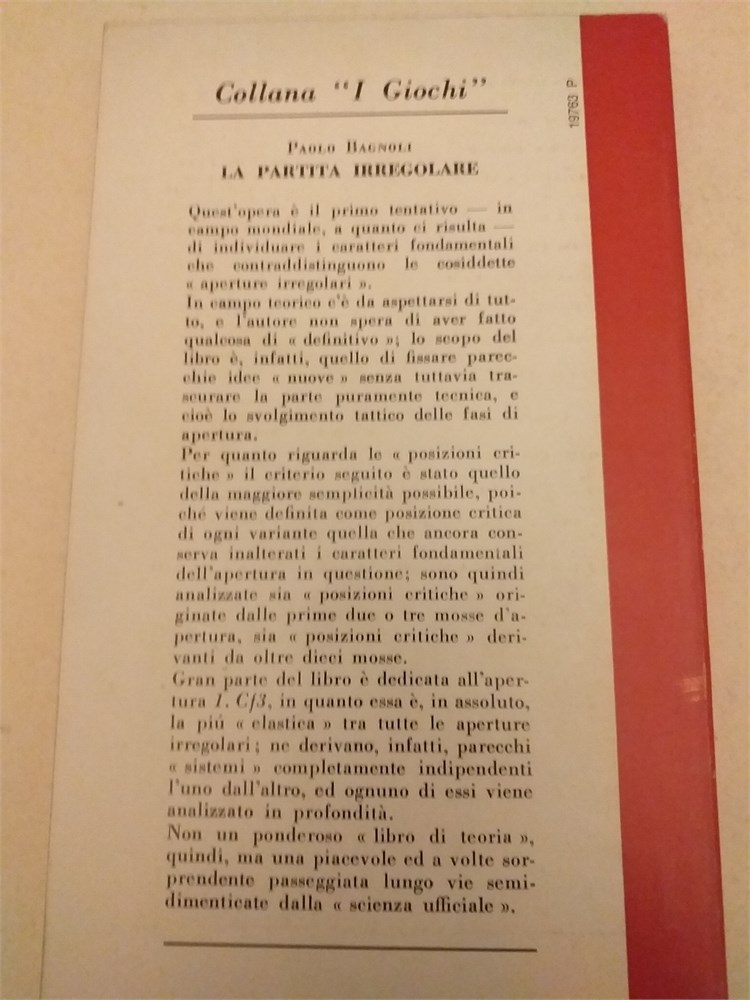 Collana "I Giochi"
19793 P
PAOLO BAGNOLI
LA PARTITA IRREGOLARE
Quest'opera è il primo tentativo — in
campo mondiale, a quanto ci risulta —
di individuare i caratteri fondamentali
che contraddistinguono le cosiddette
« aperture irregolari ».
In campo teorico c'è da aspettarsi di tut-
to, e l'autore non spera di aver fatto
qualcosa di « definitivo »; lo scopo del
libro è, infatti, quello di fissare parec-
chie idee « nuove » senza tuttavia tra-
scurare la parte puramente tecnica, e
cioè lo svolgimento tattico delle fasi di
apertura.
Per quanto riguarda le « posizioni cri-
tiche » il criterio seguito è stato quello
della maggiore semplicità possibile, poi-
ché viene definita come posizione critica
di ogni variante quella che ancora con-
serva inalterati i caratteri fondamentali
dell'apertura in questione; sono quindi
analizzate sia « posizioni critiche » ori-
ginate dalle prime due o tre mosse d'a-
pertura, sia « posizioni critiche » deri-
vanti da oltre dieci mosse.
Gran parte del libro è dedicata all'aper-
tura 1. Cf3, in quanto essa è, in assoluto,
la piú « elastica » tra tutte le aperture
irregolari; ne derivano, infatti, parecchi
« sistemi » completamente indipendenti
l'uno dall'altro, ed ognuno di essi viene
analizzato in profondità.
Non un ponderoso « libro di teoria »,
quindi, ma una piacevole ed a volte sor-
prendente passeggiata lungo vie semi-
dimenticate dalla « scienza ufficiale ».